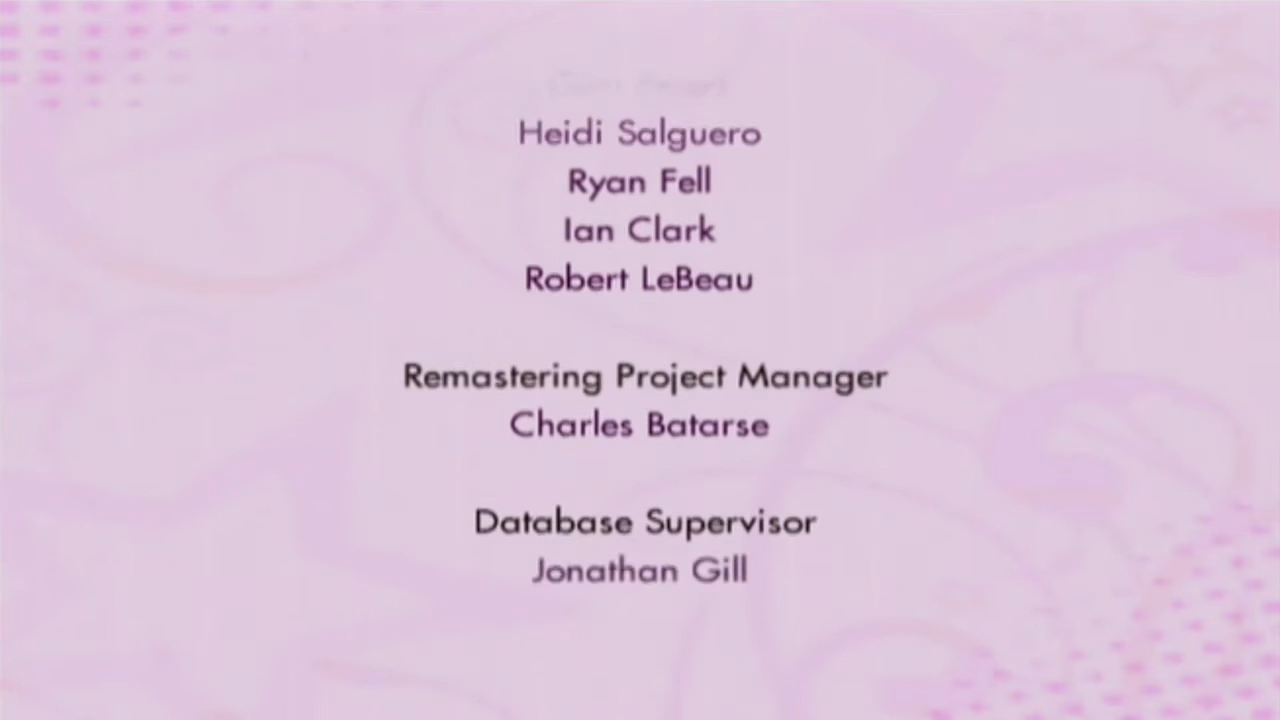 Heidi Salguero
Ryan Fell
Ian Clark
Robert LeBeau
Remastering Project Manager
Charles Batarse
Database Supervisor
Jonathan Gill